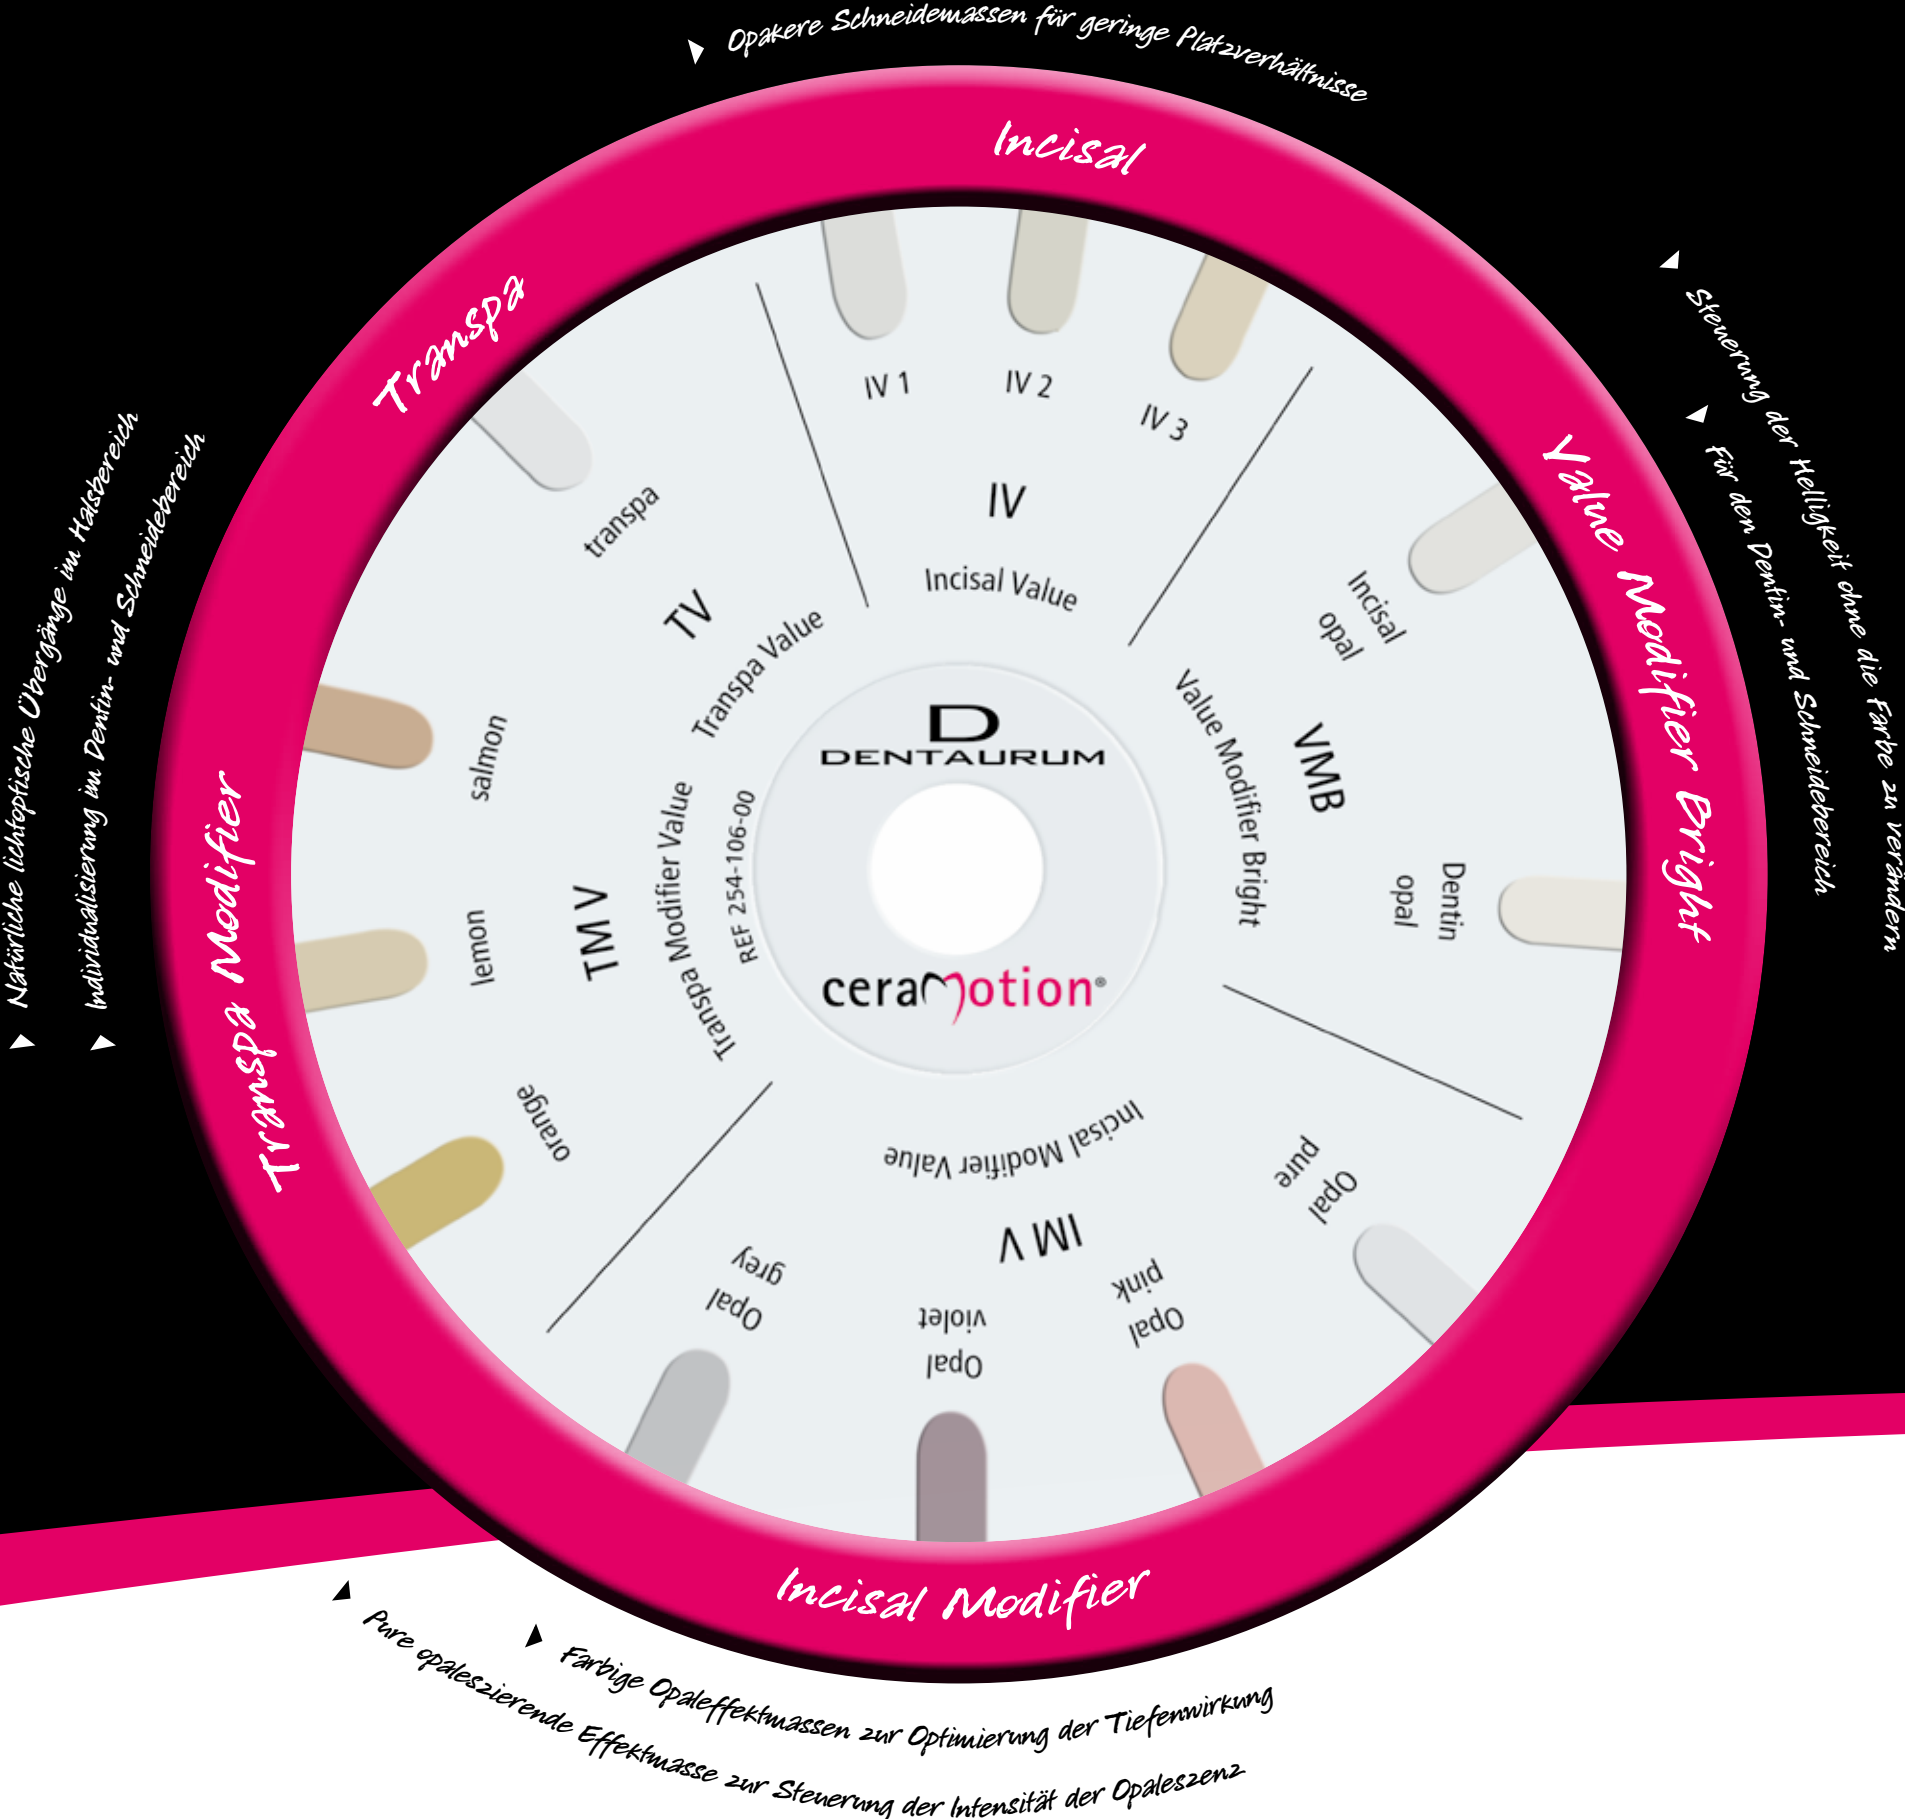 Opakere Schneidemassen für geringe Platzverhältnisse
Incisal
Transpa
Value Modifier Bright
Transpa Modifier
Incisal Modifier
Steuerung der Helligkeit ohne die Farbe zu verändern
Für den Dentin- und Schneidebereich
Natürliche lichtoptische Übergänge im Halsbereich
Individualisierung im Dentin- und Schneidebereich
IV 1
IV 2
IV 3
IV
Incisal Value
transpa
TV
Transpa Value
Incisal
opal
VMB
Value Modifier Bright
Dentin
opal
salmon
lemon
orange
TM V
Transpa Modifier Value
REF 254-106-00
D
DENTAURUM
ceraMotion®
Incisal Modifier Value
IM V
Opal
pure
Opal
pink
Opal
violet
Opal
grey
Farbige Opaleffektmassen zur Optimierung der Tiefenwirkung
Pure opaleszierende Effektmasse zur Steuerung der Intensität der Opaleszenz